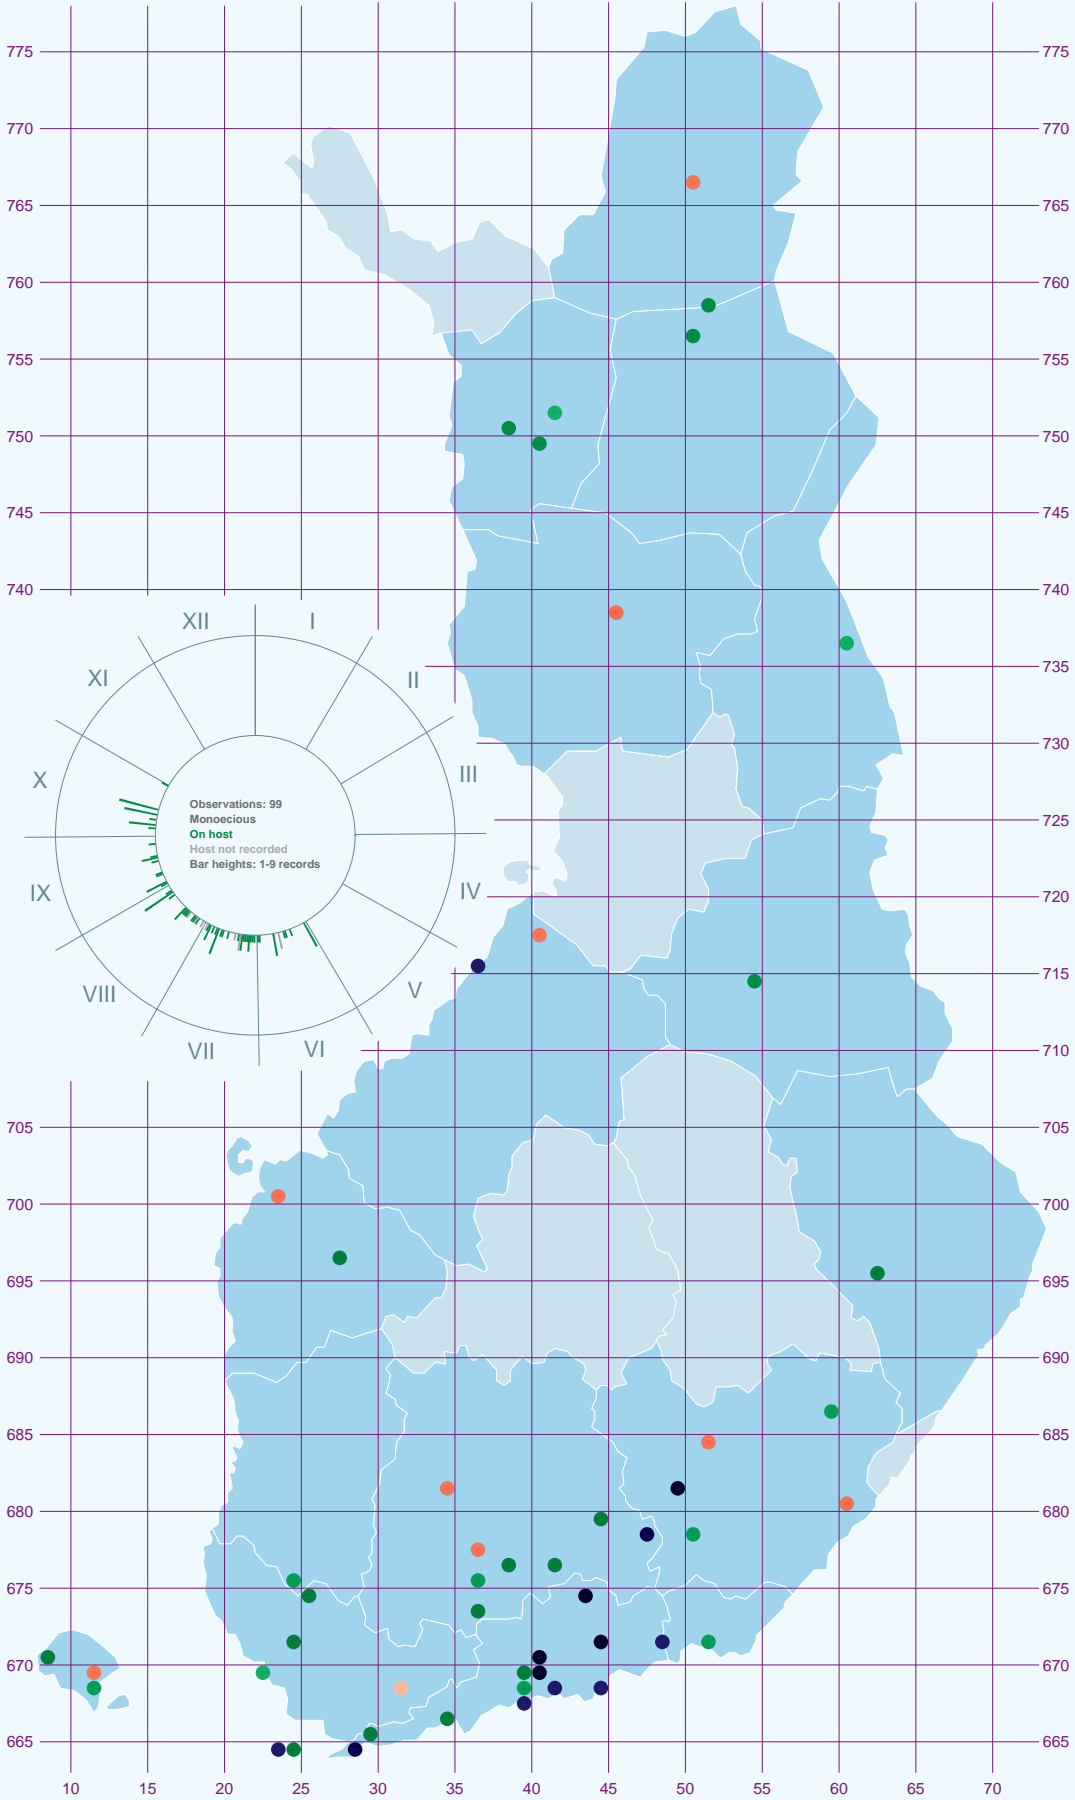 775 775
770 770
765 765
760 760
755 755
750 750
745 745
740 740
XII I
XI II
735 735
730 730
X III
Observations: 99
Monoecious
725 725
On host
Host not recorded
Bar heights: 1-9 records
IX IV
720 720
715 715
VIII V
VII VI
710 710
705 705
700 700
695 695
690 690
685 685
680 680
675 675
670 670
665 665
10 15 20 25 30 35 40 45 50 55 60 65 70